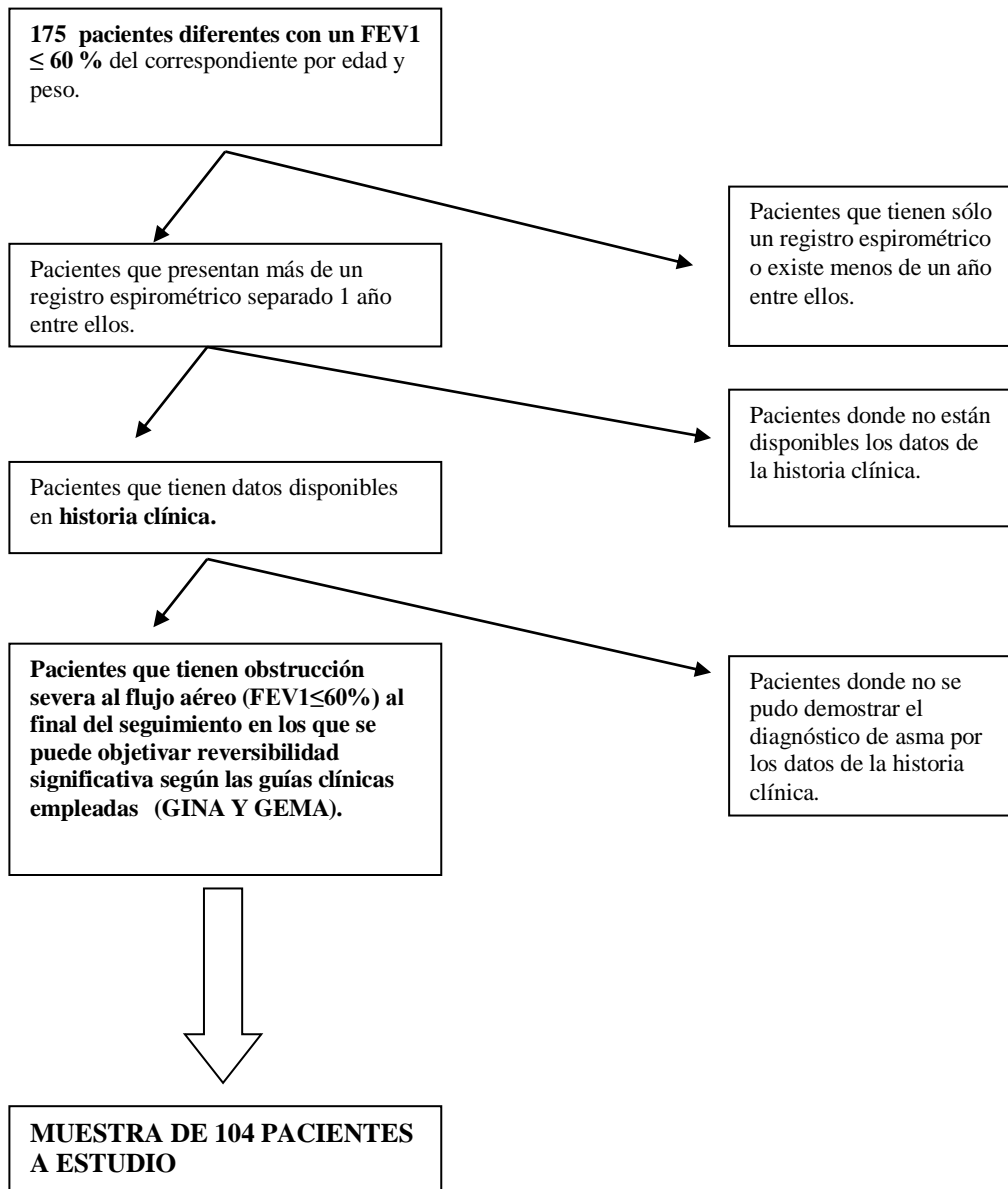 175 pacientes diferentes con un FEV1
≤ 60 % del correspondiente por edad y
peso.
Pacientes que tienen sólo
un registro espirométrico
o existe menos de un año
entre ellos.
Pacientes que presentan más de un
registro espirométrico separado 1 año
entre ellos.
Pacientes donde no están
disponibles los datos de
la historia clínica.
Pacientes que tienen datos disponibles
en historia clínica.
Pacientes que tienen obstrucción
severa al flujo aéreo (FEV1≤60%) al
final del seguimiento en los que se
puede objetivar reversibilidad
significativa según las guías clínicas
empleadas (GINA Y GEMA).
Pacientes donde no se
pudo demostrar el
diagnóstico de asma por
los datos de la historia
clínica.
MUESTRA DE 104 PACIENTES
A ESTUDIO